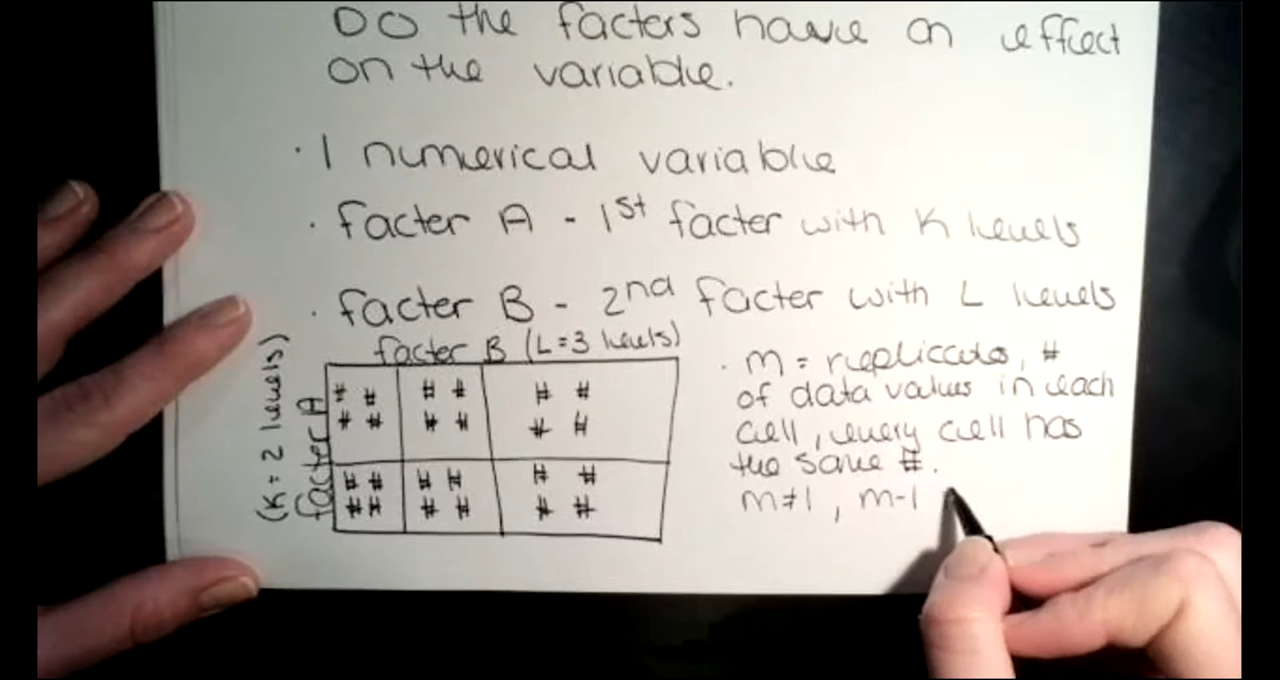 Do the facters have an effect
on the variable.
· 1 numerical variable
· facter A - 1st facter with K levels
· facter B - 2nd facter with L levels
facter B (L=3 levels)
(K = 2 levels)
facter A
# # # # # #
# # # # # #
# # # # # #
# # # # # #
· m = replicates, #
of data values in each
cell, every cell has
the same #.
m≠1, m-1